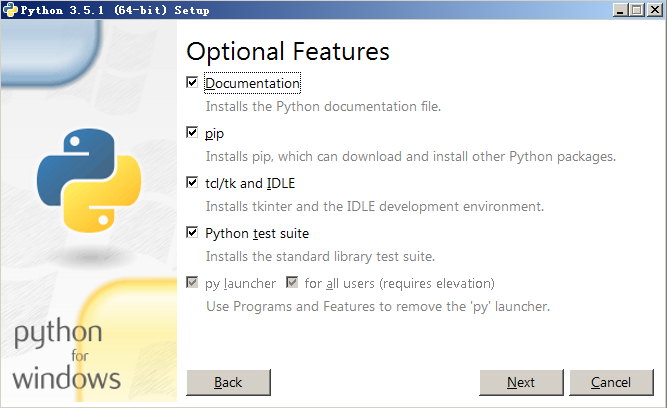 Python 3.5.1 (64-bit) Setup
Optional Features
Documentation
Installs the Python documentation file.
pip
Installs pip, which can download and install other Python packages.
tcl/tk and IDLE
Installs tkinter and the IDLE development environment.
Python test suite
Installs the standard library test suite.
py launcher for all users (requires elevation)
Use Programs and Features to remove the 'py' launcher.
python
for
windows
Back Next Cancel